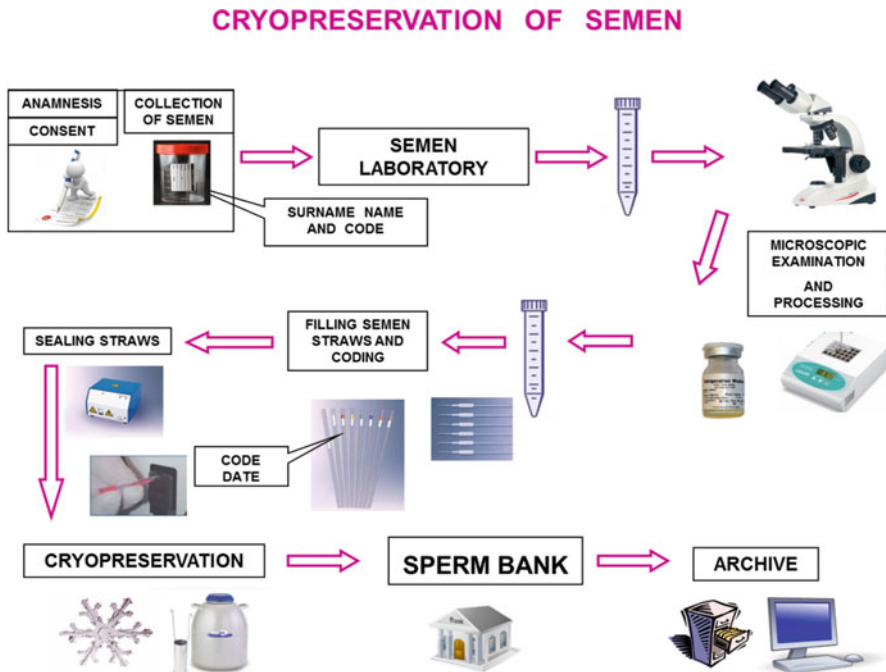 CRYOPRESERVATION OF SEMEN
ANAMNESIS
CONSENT
COLLECTION
OF SEMEN
SURNAME NAME
AND CODE
SEMEN
LABORATORY
MICROSCOPIC
EXAMINATION
AND
PROCESSING
FILLING SEMEN
STRAWS AND
CODING
SEALING STRAWS
CODE
DATE
CRYOPRESERVATION
SPERM BANK
Bank
ARCHIVE